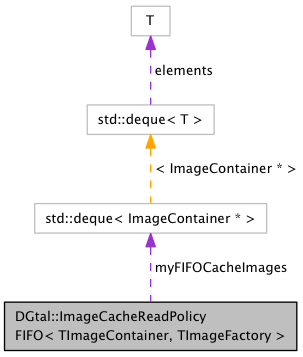 T
elements
std::deque< T >
< ImageContainer * >
std::deque< ImageContainer * >
myFIFOCacheImages
DGtal::ImageCacheReadPolicy
FIFO< TImageContainer, TImageFactory >